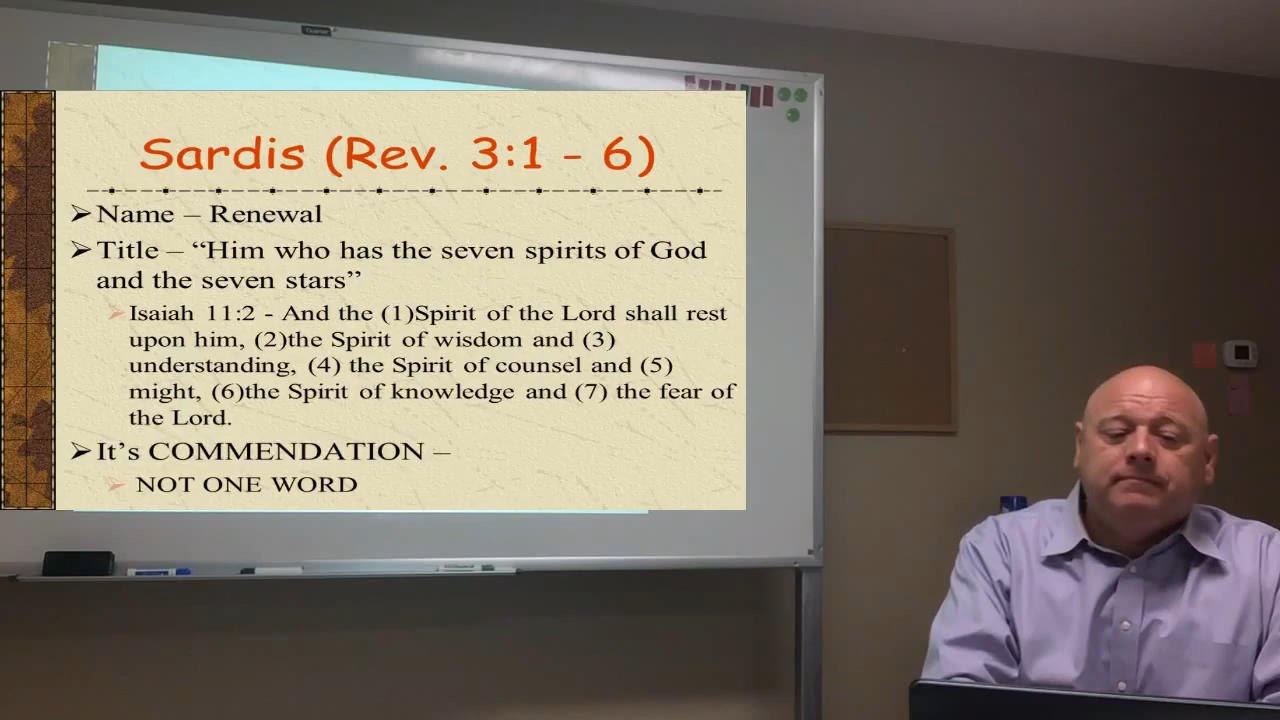 Sardis (Rev. 3:1 - 6)
Name – Renewal
Title – “Him who has the seven spirits of God
and the seven stars”
Isaiah 11:2 - And the (1)Spirit of the Lord shall rest
upon him, (2)the Spirit of wisdom and (3)
understanding, (4) the Spirit of counsel and (5)
might, (6)the Spirit of knowledge and (7) the fear of
the Lord.
It’s COMMENDATION –
NOT ONE WORD